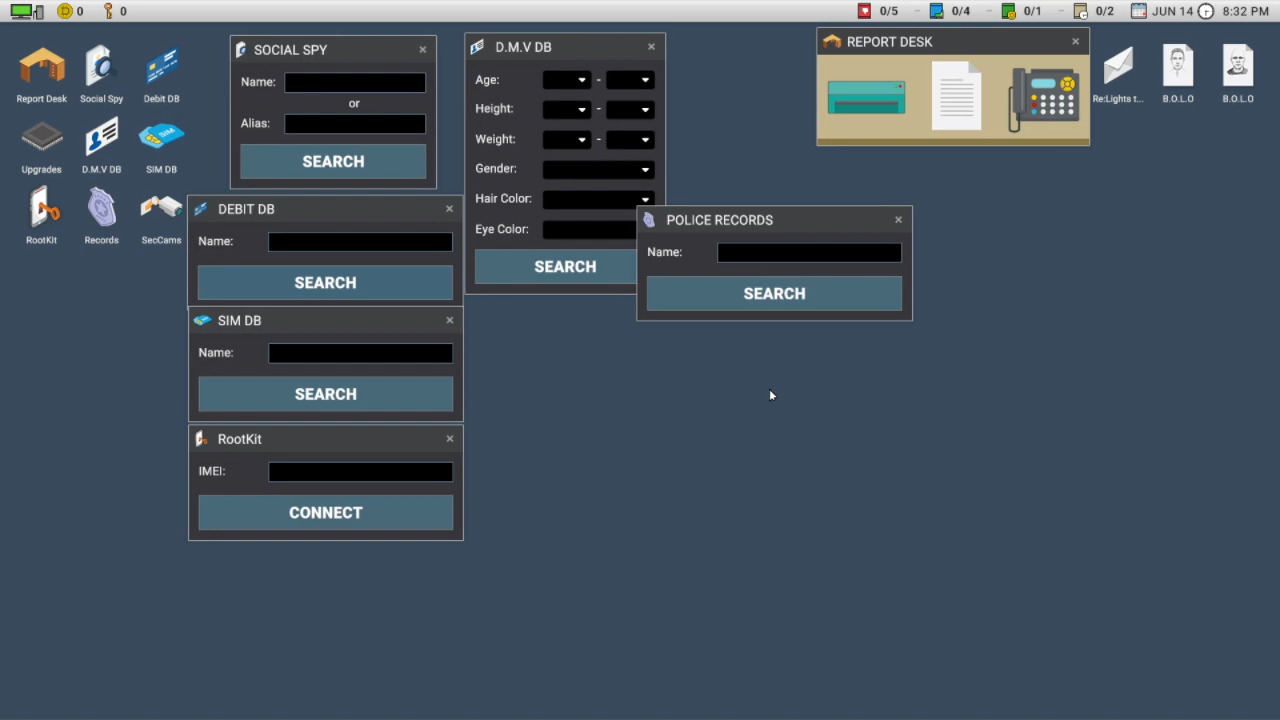 0
0
0/5
0/4
0/1
0/2
JUN 14
8:32 PM
Report Desk
Social Spy
Debit DB
Upgrades
D.M.V DB
SIM DB
SIM
RootKit
Records
SecCams
SOCIAL SPY
Name:
or
Alias:
SEARCH
D.M.V DB
Age:
-
Height:
-
Weight:
-
Gender:
Hair Color:
Eye Color:
SEARCH
REPORT DESK
Re:Lights t...
B.O.L.O
B.O.L.O
DEBIT DB
Name:
SEARCH
POLICE RECORDS
Name:
SEARCH
SIM DB
Name:
SEARCH
RootKit
IMEI:
CONNECT